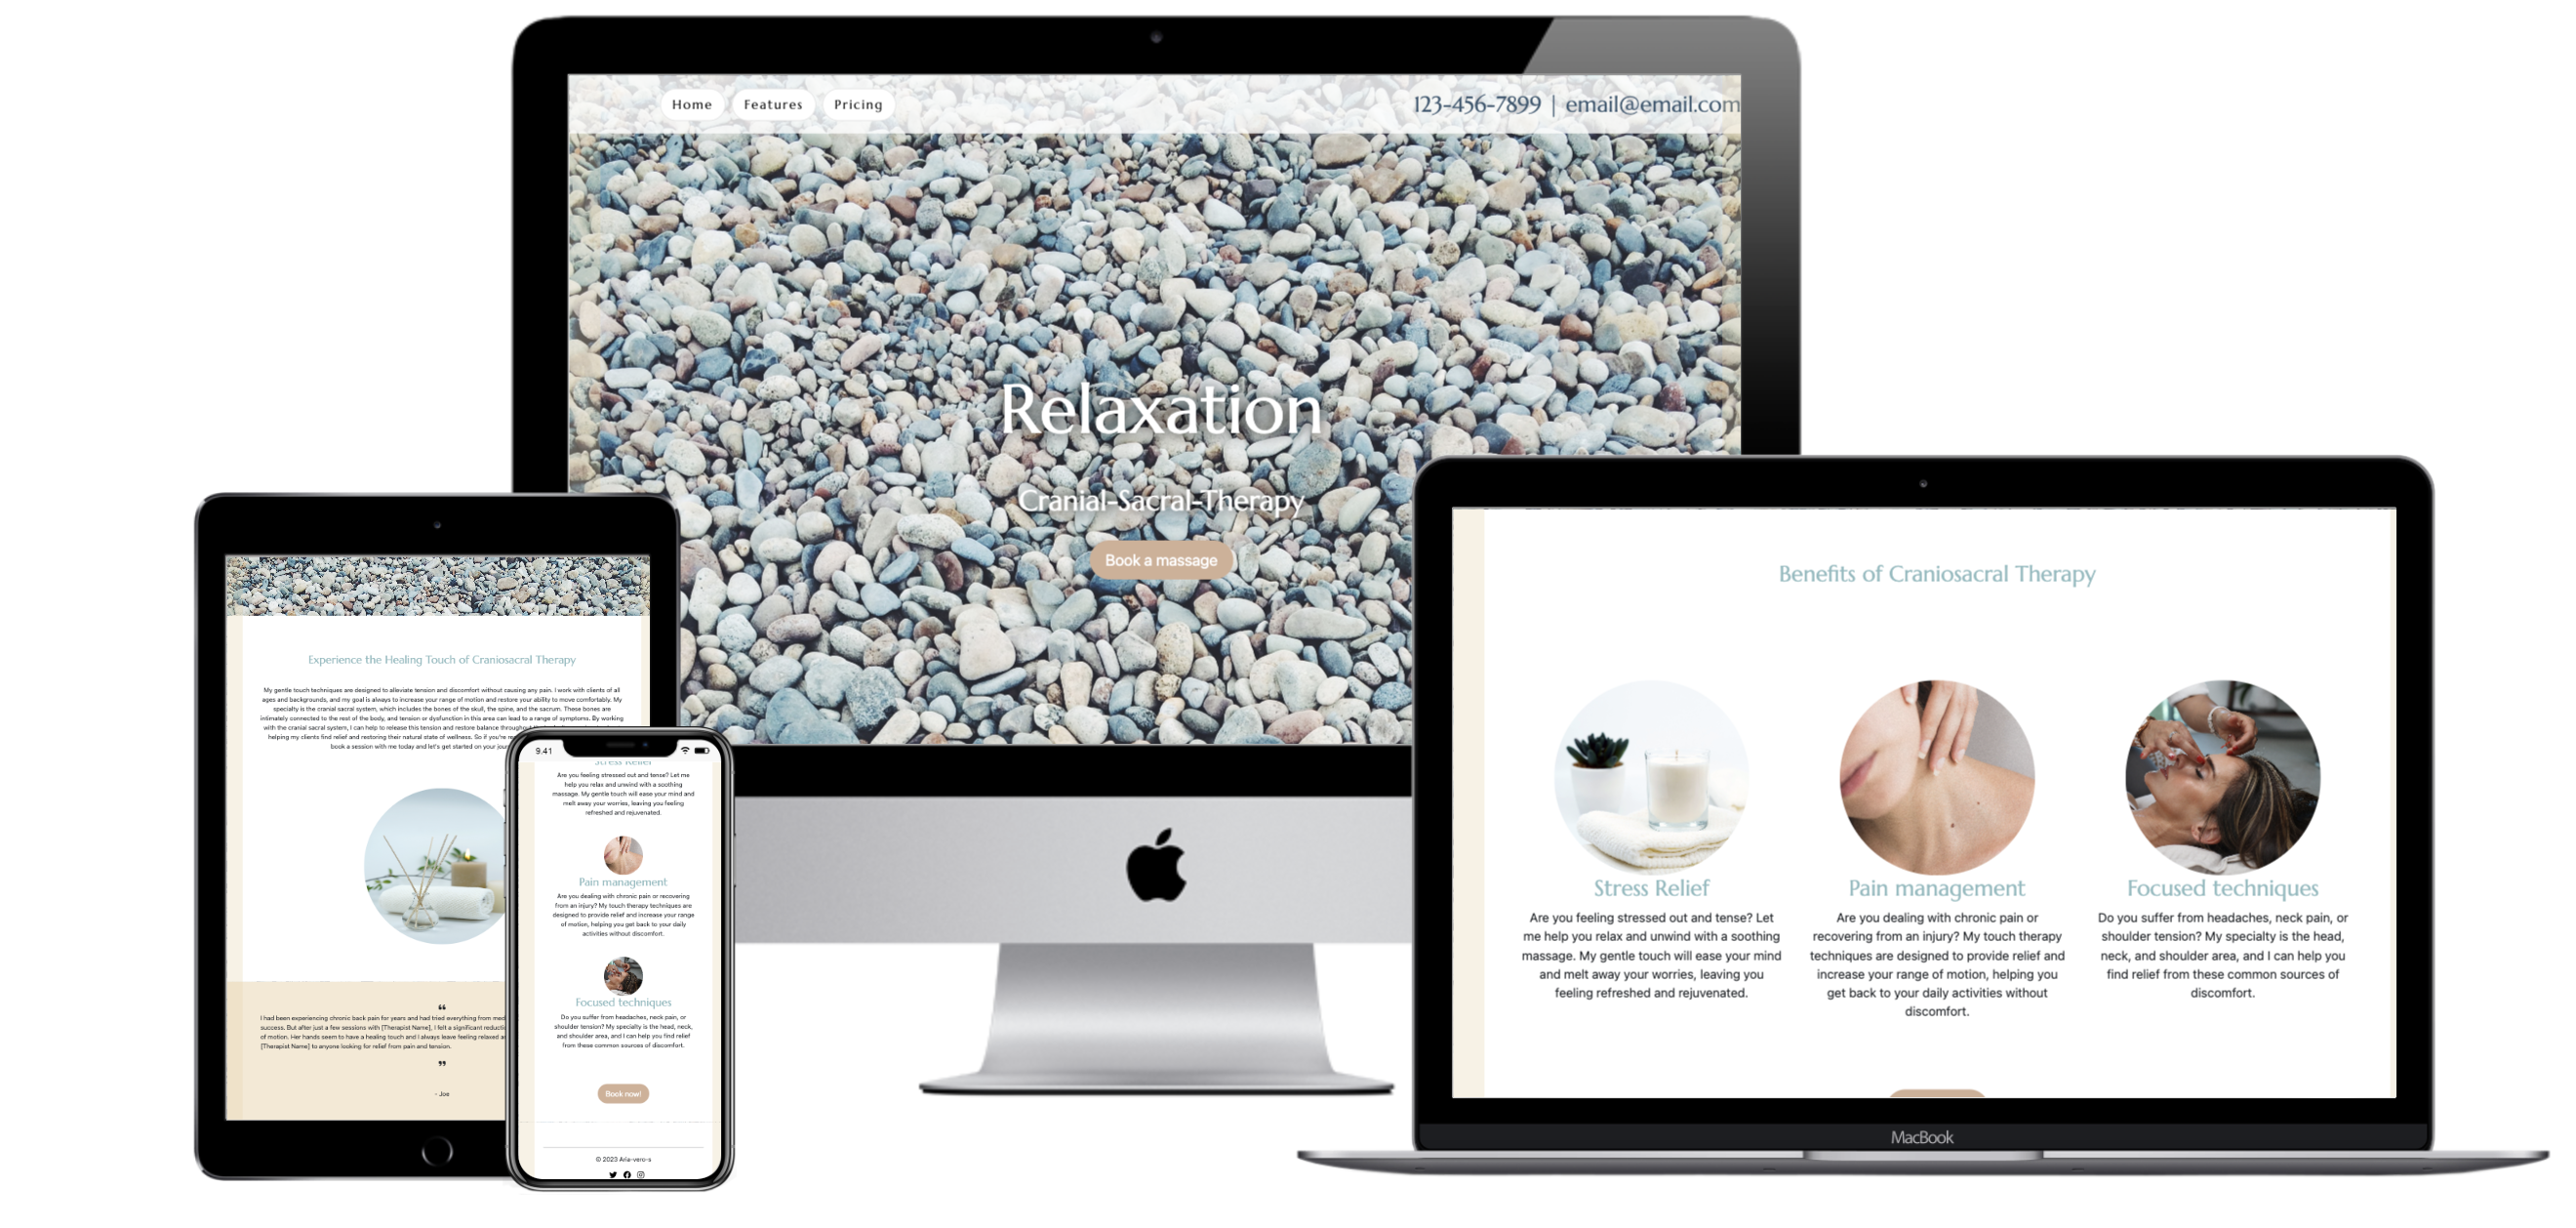 Home Features Pricing
123-456-7899 | email@email.com
Relaxation
Cranial-Sacral-Therapy
Book a massage
Experience the Healing Touch of Craniosacral Therapy
My gentle touch techniques are designed to alleviate tension and discomfort without causing any pain. I work with clients of all
ages and backgrounds, and my goal is always to increase your range of motion and restore your ability to move comfortably. My
specialty is the cranial sacral system, which includes the bones of the skull, the spine, and the sacrum. These bones are
intimately connected to the rest of the body, and tension or dysfunction in this area can lead to a range of symptoms. By working
with the cranial sacral system, I can help to release this tension and restore balance throughout
helping my clients find relief and restoring their natural state of wellness. So if you're
book a session with me today and let's get started on your
“
I had been experiencing chronic back pain for years and had tried everything from
success. But after just a few sessions with [Therapist Name], I felt a significant
of motion. Her hands seem to have a healing touch and I always leave feeling relaxed
[Therapist Name] to anyone looking for relief from pain and tension.
”
- Joe
9.41
Stress Relief
Are you feeling stressed out and tense? Let me
help you relax and unwind with a soothing
massage. My gentle touch will ease your mind and
melt away your worries, leaving you feeling
refreshed and rejuvenated.
Pain management
Are you dealing with chronic pain or recovering
from an injury? My touch therapy techniques are
designed to provide relief and increase your range
of motion, helping you get back to your daily
activities without discomfort.
Focused techniques
Do you suffer from headaches, neck pain, or
shoulder tension? My specialty is the head, neck,
and shoulder area, and I can help you find relief
from these common sources of discomfort.
Book now!
© 2023 Aria-vero-s
Benefits of Craniosacral Therapy
Stress Relief
Are you feeling stressed out and tense? Let
me help you relax and unwind with a soothing
massage. My gentle touch will ease your mind
and melt away your worries, leaving you
feeling refreshed and rejuvenated.
Pain management
Are you dealing with chronic pain or
recovering from an injury? My touch therapy
techniques are designed to provide relief and
increase your range of motion, helping you
get back to your daily activities without
discomfort.
Focused techniques
Do you suffer from headaches, neck pain, or
shoulder tension? My specialty is the head,
neck, and shoulder area, and I can help you
find relief from these common sources of
discomfort.
MacBook